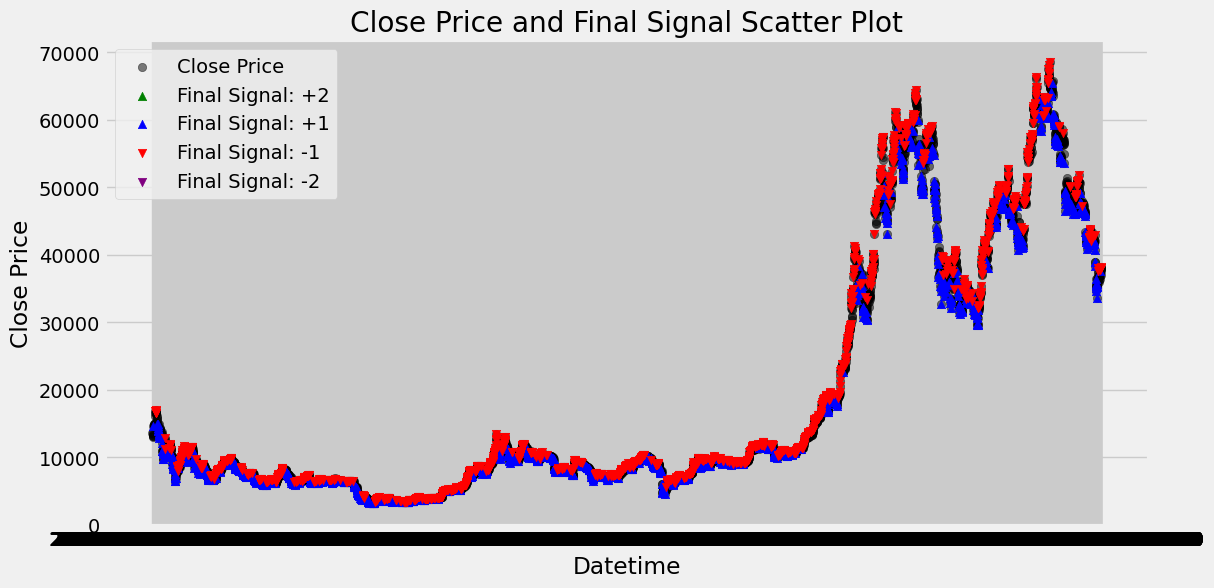 Close Price and Final Signal Scatter Plot
Close Price
Final Signal: +2
Final Signal: +1
Final Signal: -1
Final Signal: -2
70000
60000
50000
40000
30000
20000
10000
0
Close Price
Datetime